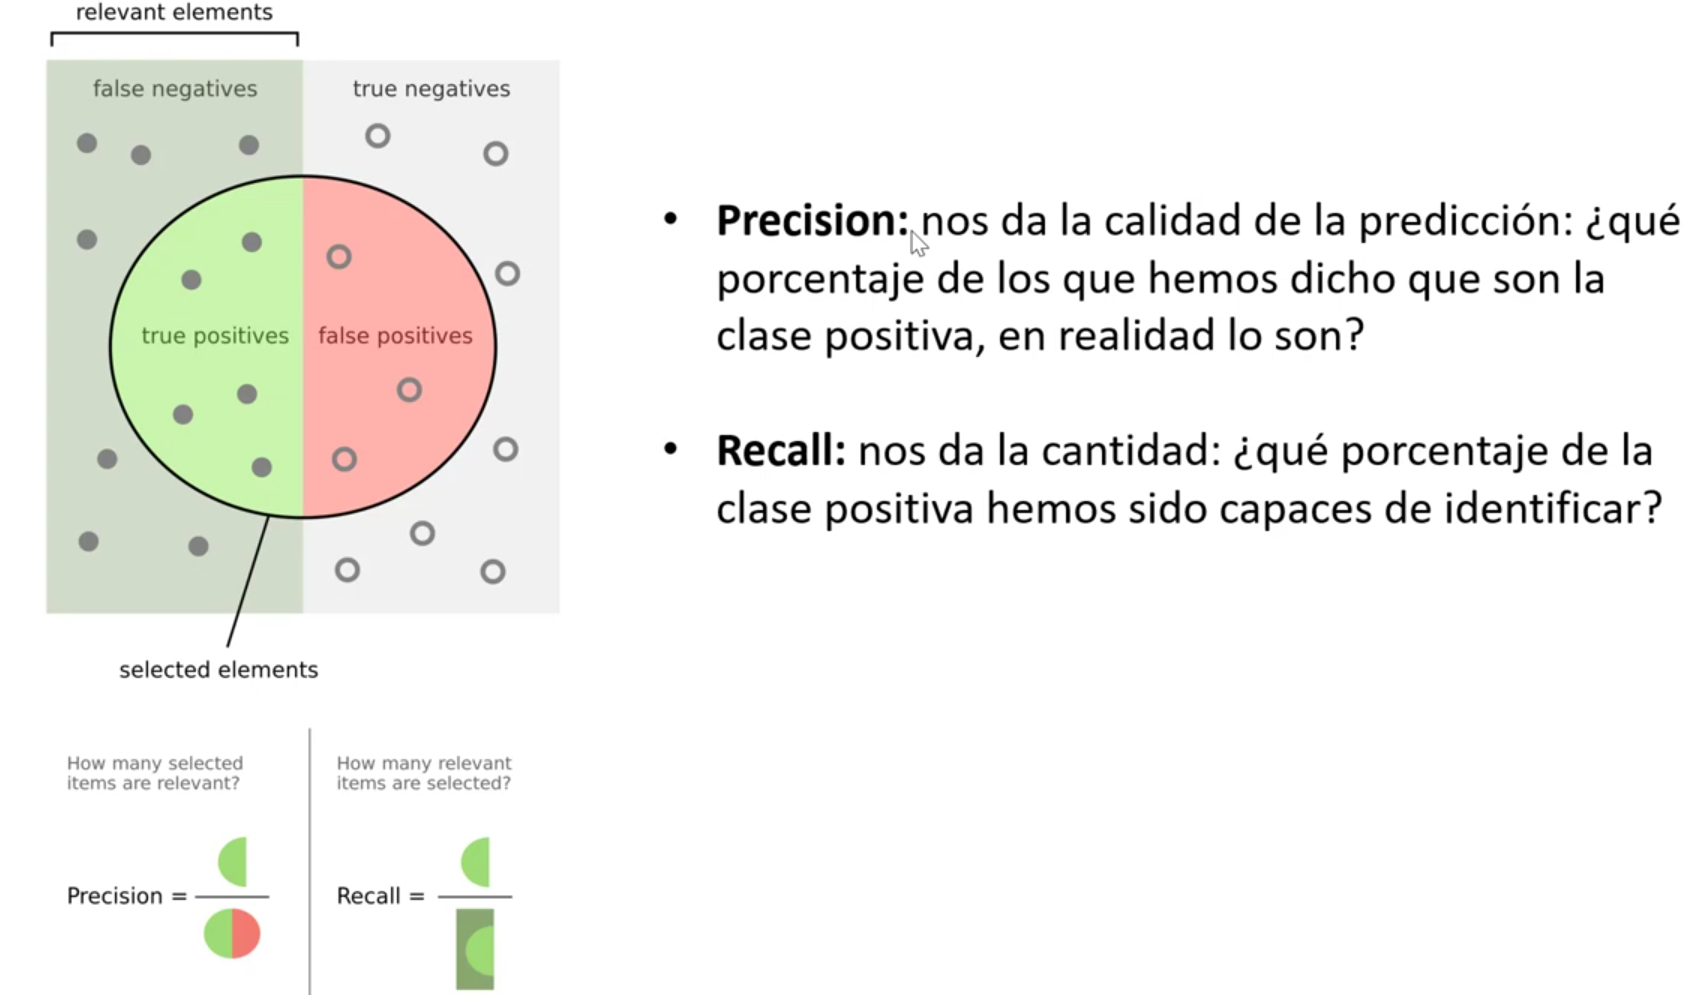 relevant elements
false negatives
true negatives
true positives
false positives
selected elements
How many selected
items are relevant?
Precision =
How many relevant
items are selected?
Recall =
• Precision: nos da la calidad de la predicción: ¿qué
porcentaje de los que hemos dicho que son la
clase positiva, en realidad lo son?
• Recall: nos da la cantidad: ¿qué porcentaje de la
clase positiva hemos sido capaces de identificar?